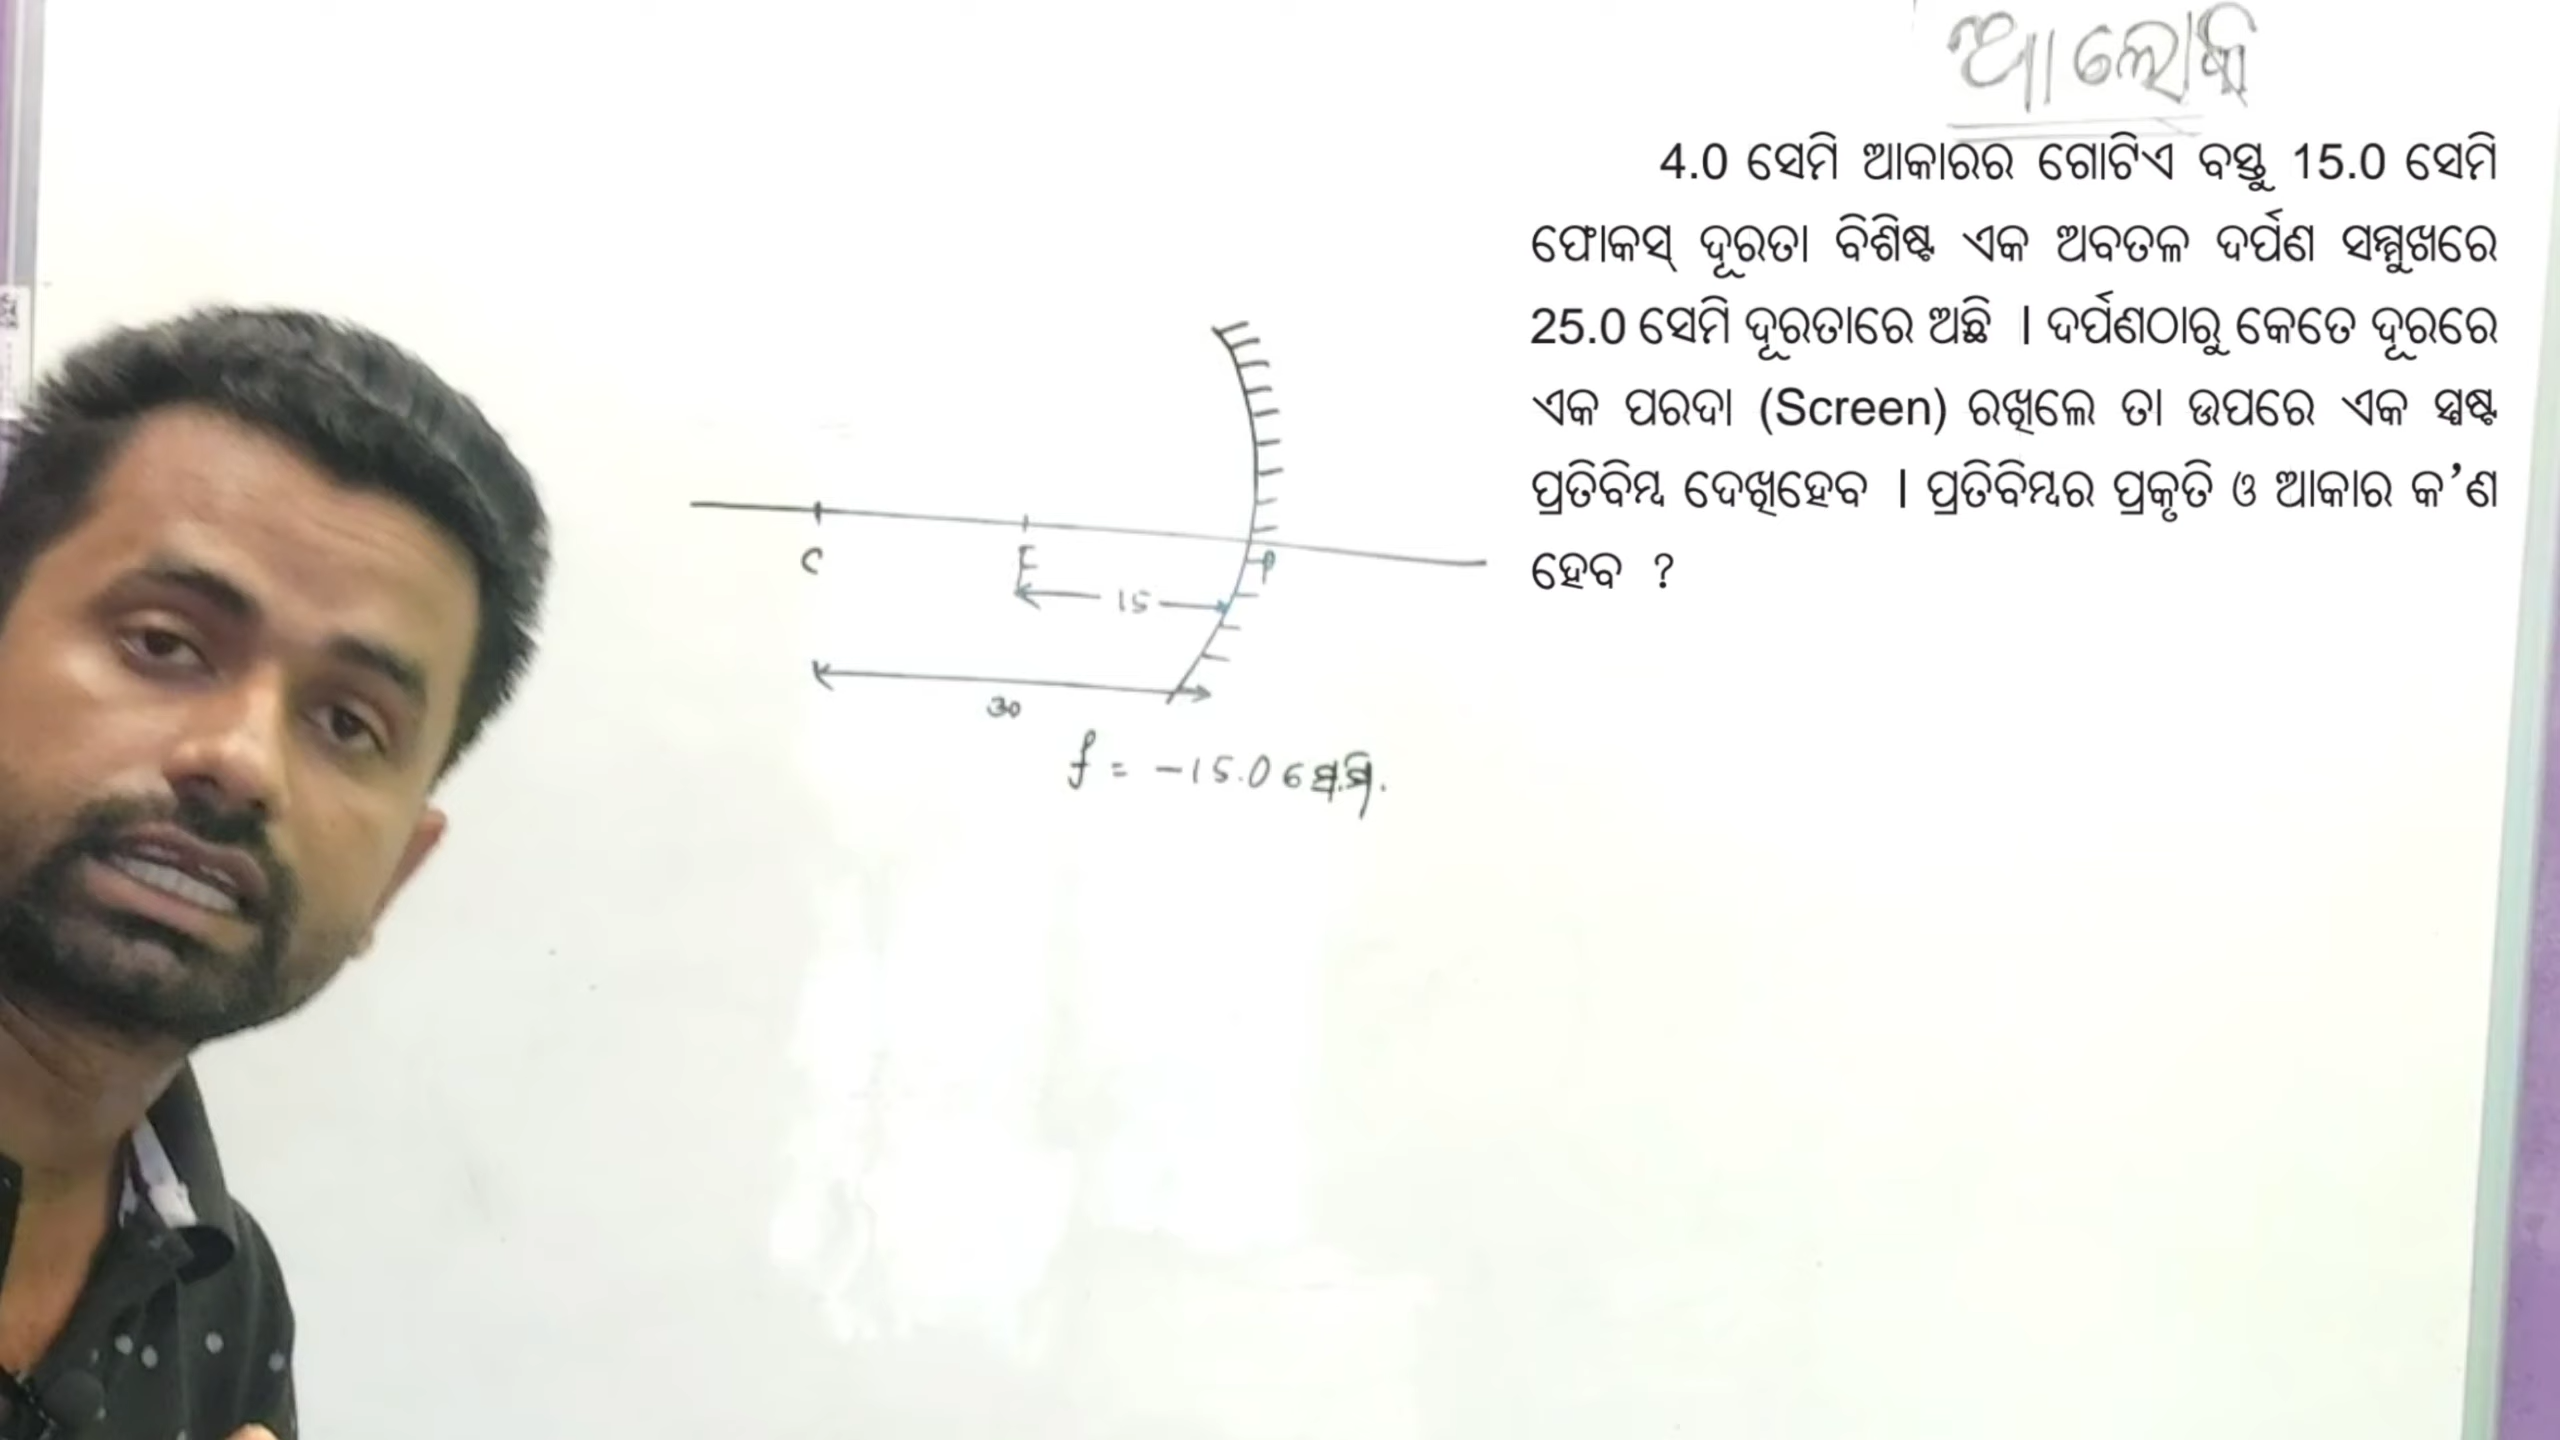 ଆଲୋକ
4.0 ସେମି ଆକାରର ଗୋଟିଏ ବସ୍ତୁ 15.0 ସେମି
ଫୋକସ୍ ଦୂରତା ବିଶିଷ୍ଟ ଏକ ଅବତଳ ଦର୍ପଣ ସମ୍ମୁଖରେ
25.0 ସେମି ଦୂରତାରେ ଅଛି । ଦର୍ପଣଠାରୁ କେତେ ଦୂରରେ
ଏକ ପରଦା (Screen) ରଖିଲେ ତା ଉପରେ ଏକ ସ୍ପଷ୍ଟ
ପ୍ରତିବିମ୍ବ ଦେଖିହେବ । ପ୍ରତିବିମ୍ବର ପ୍ରକୃତି ଓ ଆକାର କ’ଣ
ହେବ ?
C F P
15
30
f = -15.0 ସେ.ମି.